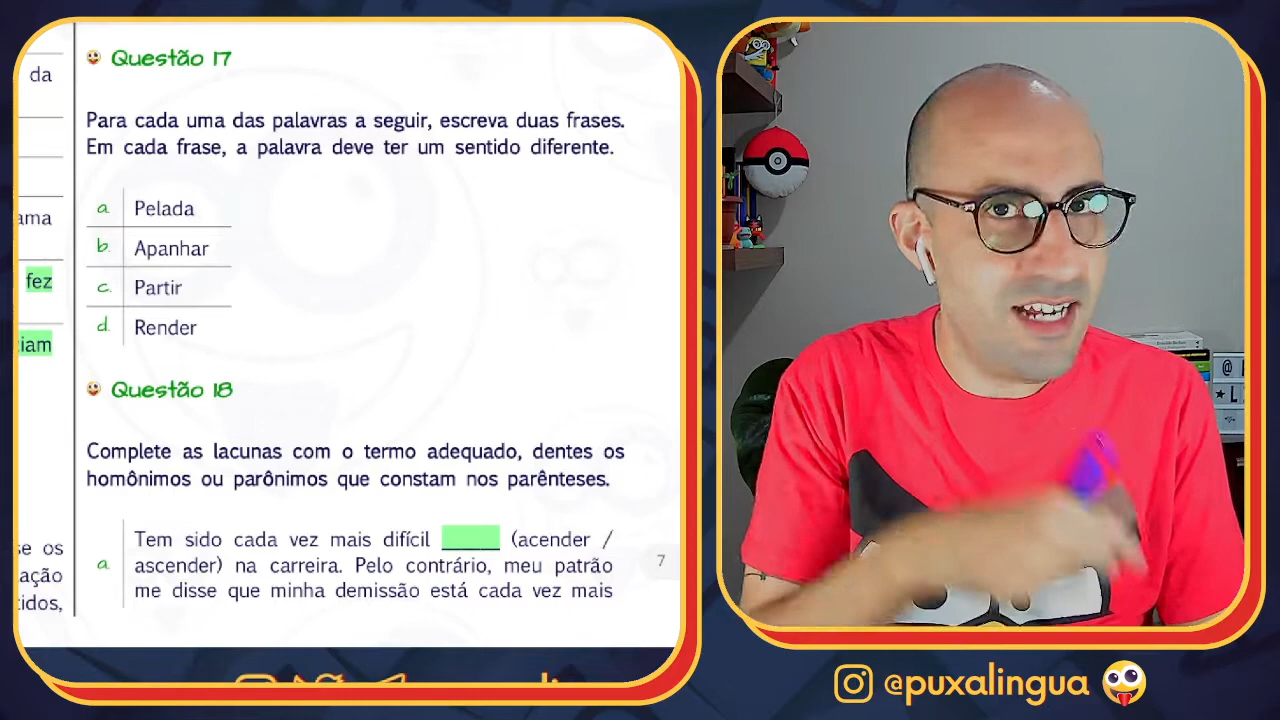 da
ama
fez
iam
se os
ação
idos,
Questão 17
Para cada uma das palavras a seguir, escreva duas frases.
Em cada frase, a palavra deve ter um sentido diferente.
a. Pelada
b. Apanhar
c. Partir
d. Render
Questão 18
Complete as lacunas com o termo adequado, dentes os
homônimos ou parônimos que constam nos parênteses.
Tem sido cada vez mais difícil ______ (acender /
a. ascender) na carreira. Pelo contrário, meu patrão
me disse que minha demissão está cada vez mais
7
@puxalingua